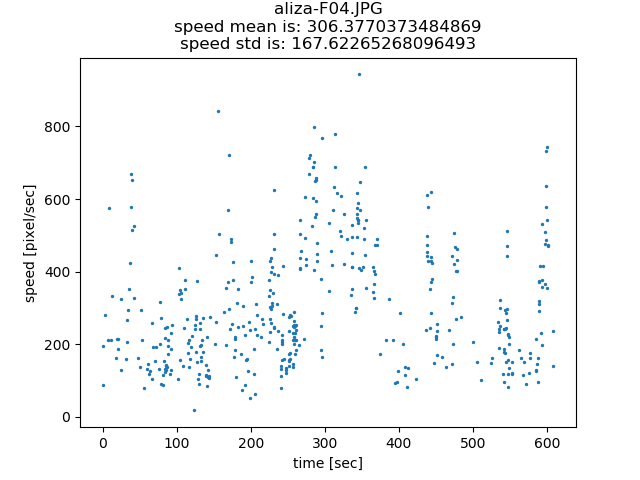 aliza-F04.JPG
speed mean is: 306.3770373484869
speed std is: 167.62265268096493
800
600
400
200
0
speed [pixel/sec]
0 100 200 300 400 500 600
time [sec]